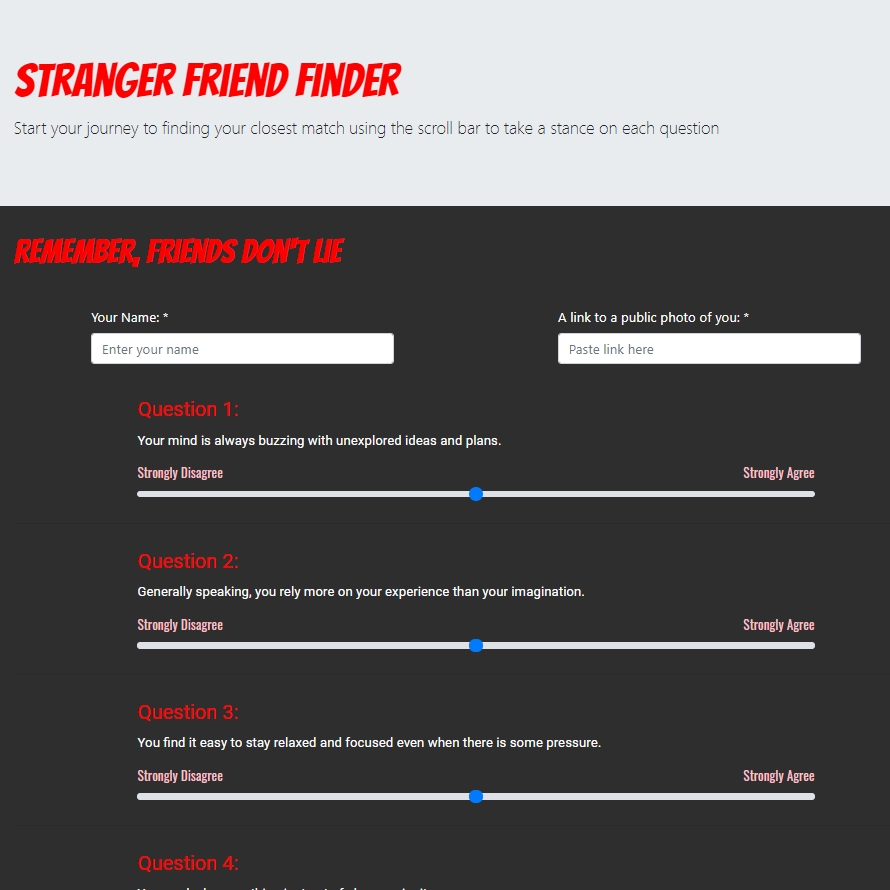 STRANGER FRIEND FINDER
Start your journey to finding your closest match using the scroll bar to take a stance on each question
REMEMBER, FRIENDS DON'T LIE
Your Name: *
A link to a public photo of you: *
Enter your name
Paste link here
Question 1:
Your mind is always buzzing with unexplored ideas and plans.
Strongly Disagree
Strongly Agree
Question 2:
Generally speaking, you rely more on your experience than your imagination.
Strongly Disagree
Strongly Agree
Question 3:
You find it easy to stay relaxed and focused even when there is some pressure.
Strongly Disagree
Strongly Agree
Question 4: